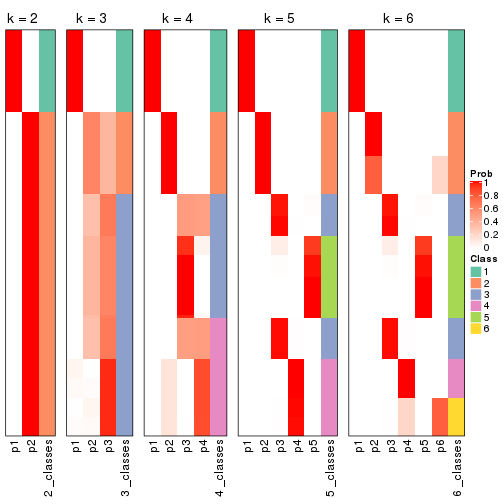 k = 2
k = 3
k = 4
k = 5
k = 6
p1
p2
2_classes
p1
p2
p3
3_classes
p1
p2
p3
p4
4_classes
p1
p2
p3
p4
p5
5_classes
p1
p2
p3
p4
p5
p6
6_classes
Prob
1
0.8
0.6
0.4
0.2
0
Class
1
2
3
4
5
6